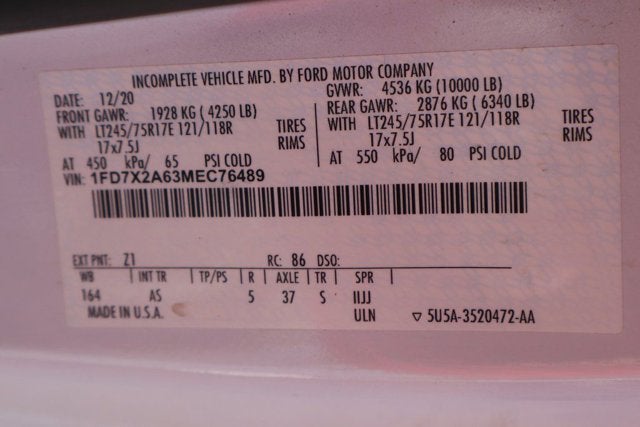 INCOMPLETE VEHICLE MFD. BY FORD MOTOR COMPANY
DATE: 12/20 GVWR: 4536 KG (10000 LB)
FRONT GAWR: 1928 KG ( 4250 LB) REAR GAWR: 2876 KG ( 6340 LB)
WITH LT245/75R17E 121/118R TIRES WITH LT245/75R17E 121/118R TIRES
17x7.5J RIMS 17x7.5J RIMS
AT 450 kPa/ 65 PSI COLD AT 550 kPa/ 80 PSI COLD
VIN: 1FD7X2A63MEC76489
EXT PNT: Z1 RC: 86 DSO:
WB | INT TR | TP/PS | R | AXLE | TR | SPR |
164 AS 5 37 S IIJJ
MADE IN U.S.A. ULN ▽ 5U5A-3520472-AA